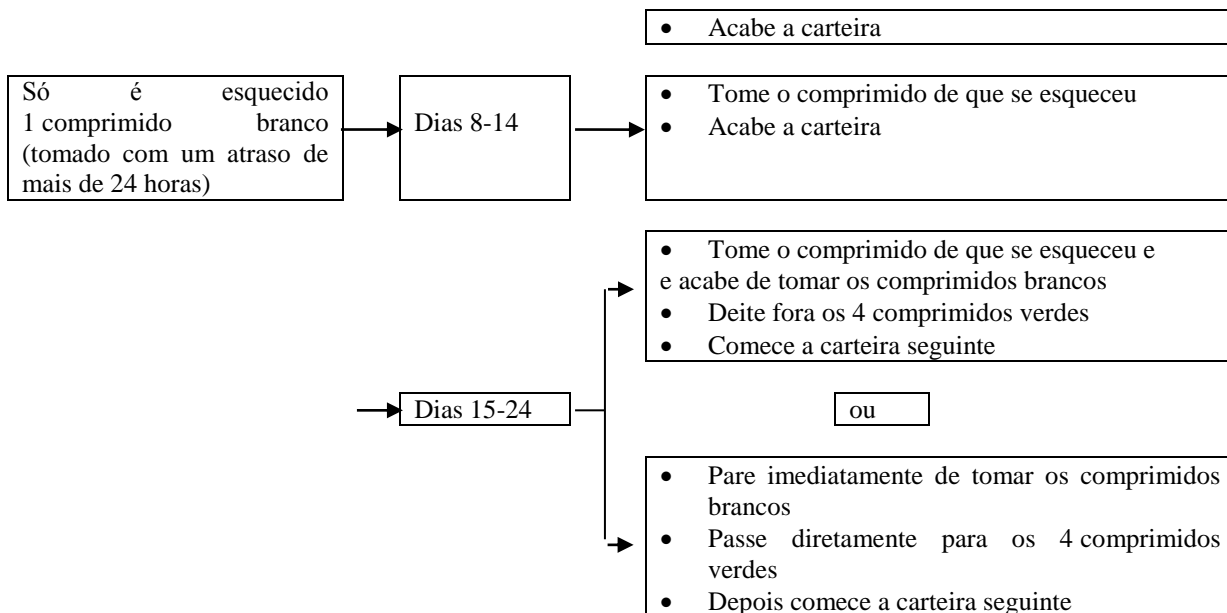 • Acabe a carteira
Só é esquecido
1 comprimido branco
(tomado com um atraso de
mais de 24 horas)
Dias 8-14
• Tome o comprimido de que se esqueceu
• Acabe a carteira
• Tome o comprimido de que se esqueceu e
e acabe de tomar os comprimidos brancos
• Deite fora os 4 comprimidos verdes
• Comece a carteira seguinte
Dias 15-24
ou
• Pare imediatamente de tomar os comprimidos
brancos
• Passe diretamente para os 4 comprimidos
verdes
• Depois comece a carteira seguinte